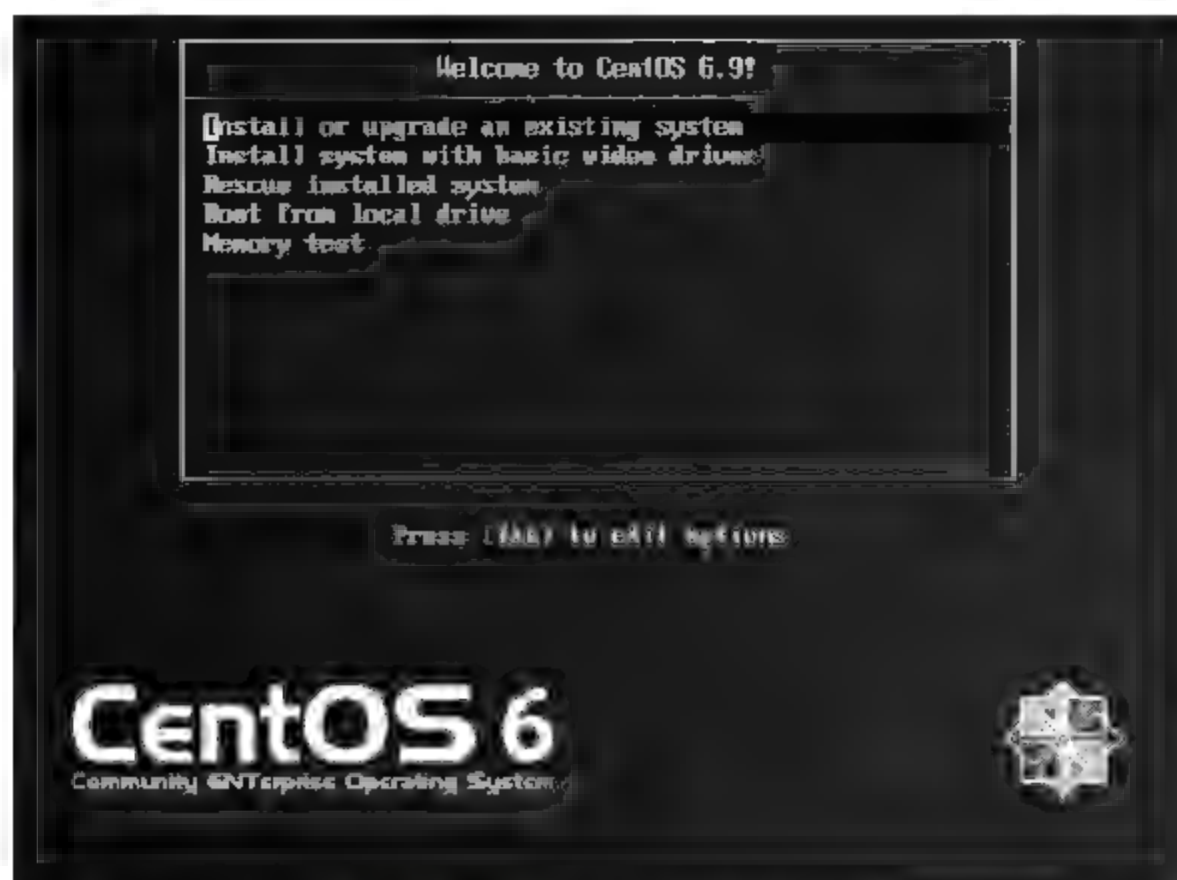 Welcome to CentOS 6.9!
Install or upgrade an existing system
Install system with basic video driver
Rescue installed system
Boot from local drive
Memory test
Press [Tab] to edit options
CentOS 6
Community ENTerprise Operating System